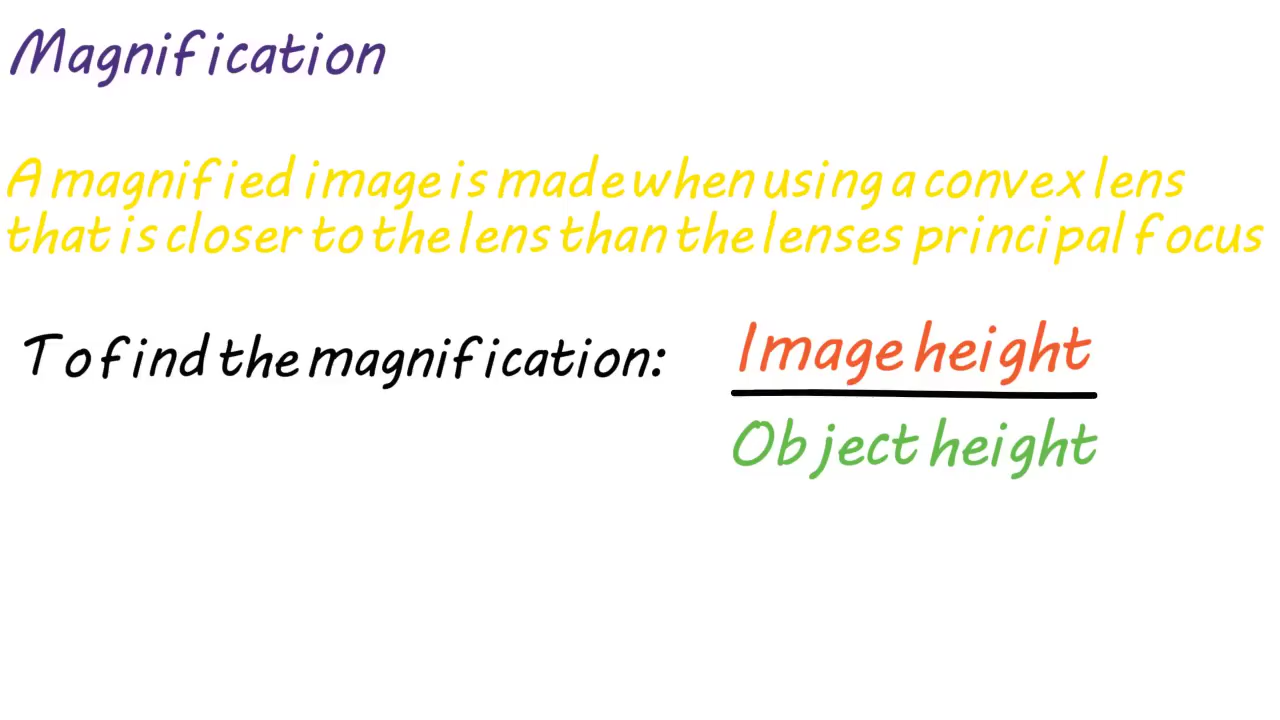 Magnification
A magnified image is made when using a convex lens
that is closer to the lens than the lenses principal focus
To find the magnification:
Image height
Object height